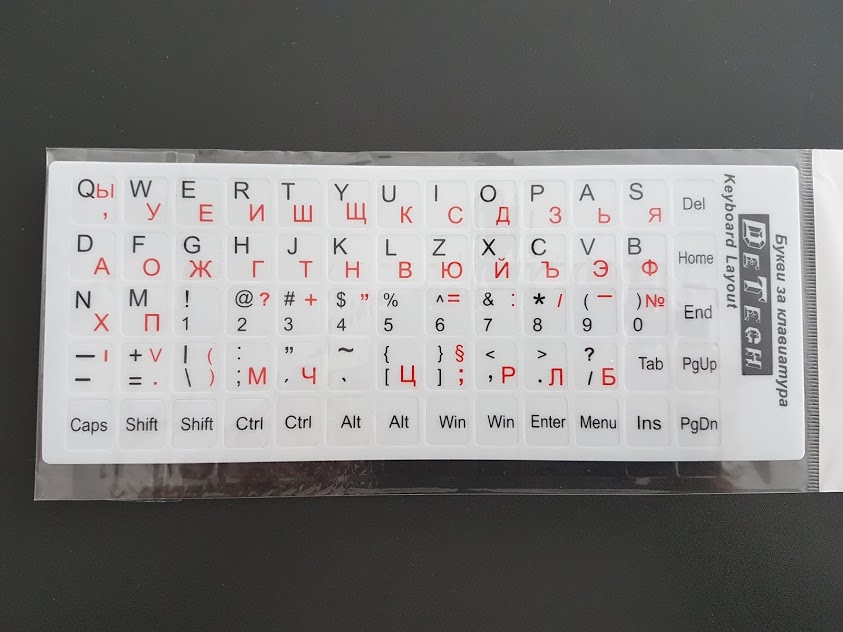 Qы W E R T Y U I O P A S Del
, У Е И Ш Щ К С Д З Ь Я
D F G H J K L Z X C V B Home
А О Ж Г Т Н В Ю Й Ъ Э Ф
N M ! @ ? # + $ " % ^ = & : * / ( — ) № End
Х П 1 2 3 4 5 6 7 8 9 0
— I + V | ( : " ~ { } § < > ? Tab PgUp
– = . \ ) ; М , Ч ` [ Ц ] ; , Р . Л / Б
Caps Shift Shift Ctrl Ctrl Alt Alt Win Win Enter Menu Ins PgDn
Keyboard Layout
DeTech
Букви за клавиатура